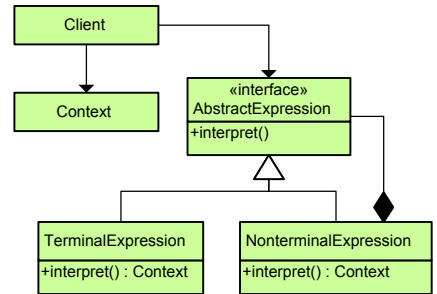 Client
Context
«interface»
AbstractExpression
+interpret()
TerminalExpression
+interpret() : Context
NonterminalExpression
+interpret() : Context